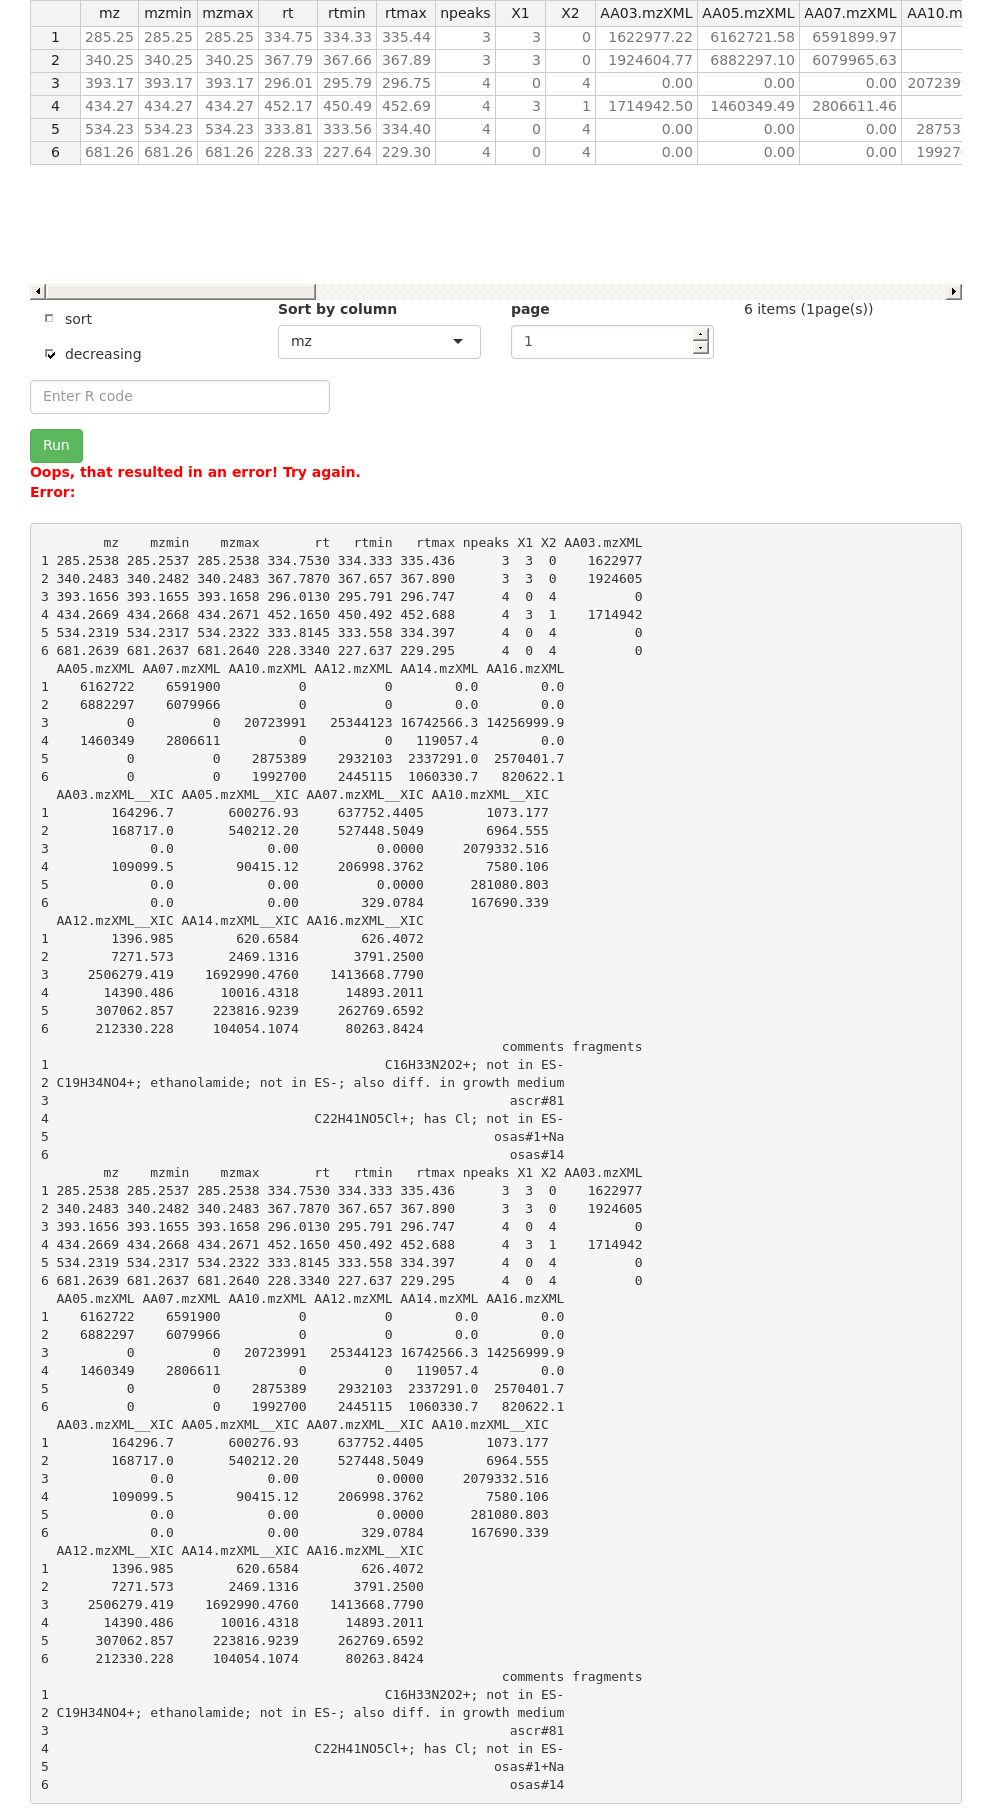 mz mzmin mzmax rt rtmin rtmax npeaks X1 X2 AA03.mzXML AA05.mzXML AA07.mzXML AA10.m
1 285.25 285.25 285.25 334.75 334.33 335.44 3 3 0 1622977.22 6162721.58 6591899.97
2 340.25 340.25 340.25 367.79 367.66 367.89 3 3 0 1924604.77 6882297.10 6079965.63
3 393.17 393.17 393.17 296.01 295.79 296.75 4 0 4 0.00 0.00 0.00 207239
4 434.27 434.27 434.27 452.17 450.49 452.69 4 3 1 1714942.50 1460349.49 2806611.46
5 534.23 534.23 534.23 333.81 333.56 334.40 4 0 4 0.00 0.00 0.00 28753
6 681.26 681.26 681.26 228.33 227.64 229.30 4 0 4 0.00 0.00 0.00 19927
Sort by column page 6 items (1page(s))
sort
mz 1
decreasing
Enter R code
Run
Oops, that resulted in an error! Try again.
Error:
mz mzmin mzmax rt rtmin rtmax npeaks X1 X2 AA03.mzXML
1 285.2538 285.2537 285.2538 334.7530 334.333 335.436 3 3 0 1622977
2 340.2483 340.2482 340.2483 367.7870 367.657 367.890 3 3 0 1924605
3 393.1656 393.1655 393.1658 296.0130 295.791 296.747 4 0 4 0
4 434.2669 434.2668 434.2671 452.1650 450.492 452.688 4 3 1 1714942
5 534.2319 534.2317 534.2322 333.8145 333.558 334.397 4 0 4 0
6 681.2639 681.2637 681.2640 228.3340 227.637 229.295 4 0 4 0
AA05.mzXML AA07.mzXML AA10.mzXML AA12.mzXML AA14.mzXML AA16.mzXML
1 6162722 6591900 0 0 0.0 0.0
2 6882297 6079966 0 0 0.0 0.0
3 0 0 20723991 25344123 16742566.3 14256999.9
4 1460349 2806611 0 0 119057.4 0.0
5 0 0 2875389 2932103 2337291.0 2570401.7
6 0 0 1992700 2445115 1060330.7 820622.1
AA03.mzXML__XIC AA05.mzXML__XIC AA07.mzXML__XIC AA10.mzXML__XIC
1 164296.7 600276.93 637752.4405 1073.177
2 168717.0 540212.20 527448.5049 6964.555
3 0.0 0.00 0.0000 2079332.516
4 109099.5 90415.12 206998.3762 7580.106
5 0.0 0.00 0.0000 281080.803
6 0.0 0.00 329.0784 167690.339
AA12.mzXML__XIC AA14.mzXML__XIC AA16.mzXML__XIC
1 1396.985 620.6584 626.4072
2 7271.573 2469.1316 3791.2500
3 2506279.419 1692990.4760 1413668.7790
4 14390.486 10016.4318 14893.2011
5 307062.857 223816.9239 262769.6592
6 212330.228 104054.1074 80263.8424
comments fragments
1 C16H33N2O2+; not in ES-
2 C19H34NO4+; ethanolamide; not in ES-; also diff. in growth medium
3 ascr#81
4 C22H41NO5Cl+; has Cl; not in ES-
5 osas#1+Na
6 osas#14
mz mzmin mzmax rt rtmin rtmax npeaks X1 X2 AA03.mzXML
1 285.2538 285.2537 285.2538 334.7530 334.333 335.436 3 3 0 1622977
2 340.2483 340.2482 340.2483 367.7870 367.657 367.890 3 3 0 1924605
3 393.1656 393.1655 393.1658 296.0130 295.791 296.747 4 0 4 0
4 434.2669 434.2668 434.2671 452.1650 450.492 452.688 4 3 1 1714942
5 534.2319 534.2317 534.2322 333.8145 333.558 334.397 4 0 4 0
6 681.2639 681.2637 681.2640 228.3340 227.637 229.295 4 0 4 0
AA05.mzXML AA07.mzXML AA10.mzXML AA12.mzXML AA14.mzXML AA16.mzXML
1 6162722 6591900 0 0 0.0 0.0
2 6882297 6079966 0 0 0.0 0.0
3 0 0 20723991 25344123 16742566.3 14256999.9
4 1460349 2806611 0 0 119057.4 0.0
5 0 0 2875389 2932103 2337291.0 2570401.7
6 0 0 1992700 2445115 1060330.7 820622.1
AA03.mzXML__XIC AA05.mzXML__XIC AA07.mzXML__XIC AA10.mzXML__XIC
1 164296.7 600276.93 637752.4405 1073.177
2 168717.0 540212.20 527448.5049 6964.555
3 0.0 0.00 0.0000 2079332.516
4 109099.5 90415.12 206998.3762 7580.106
5 0.0 0.00 0.0000 281080.803
6 0.0 0.00 329.0784 167690.339
AA12.mzXML__XIC AA14.mzXML__XIC AA16.mzXML__XIC
1 1396.985 620.6584 626.4072
2 7271.573 2469.1316 3791.2500
3 2506279.419 1692990.4760 1413668.7790
4 14390.486 10016.4318 14893.2011
5 307062.857 223816.9239 262769.6592
6 212330.228 104054.1074 80263.8424
comments fragments
1 C16H33N2O2+; not in ES-
2 C19H34NO4+; ethanolamide; not in ES-; also diff. in growth medium
3 ascr#81
4 C22H41NO5Cl+; has Cl; not in ES-
5 osas#1+Na
6 osas#14